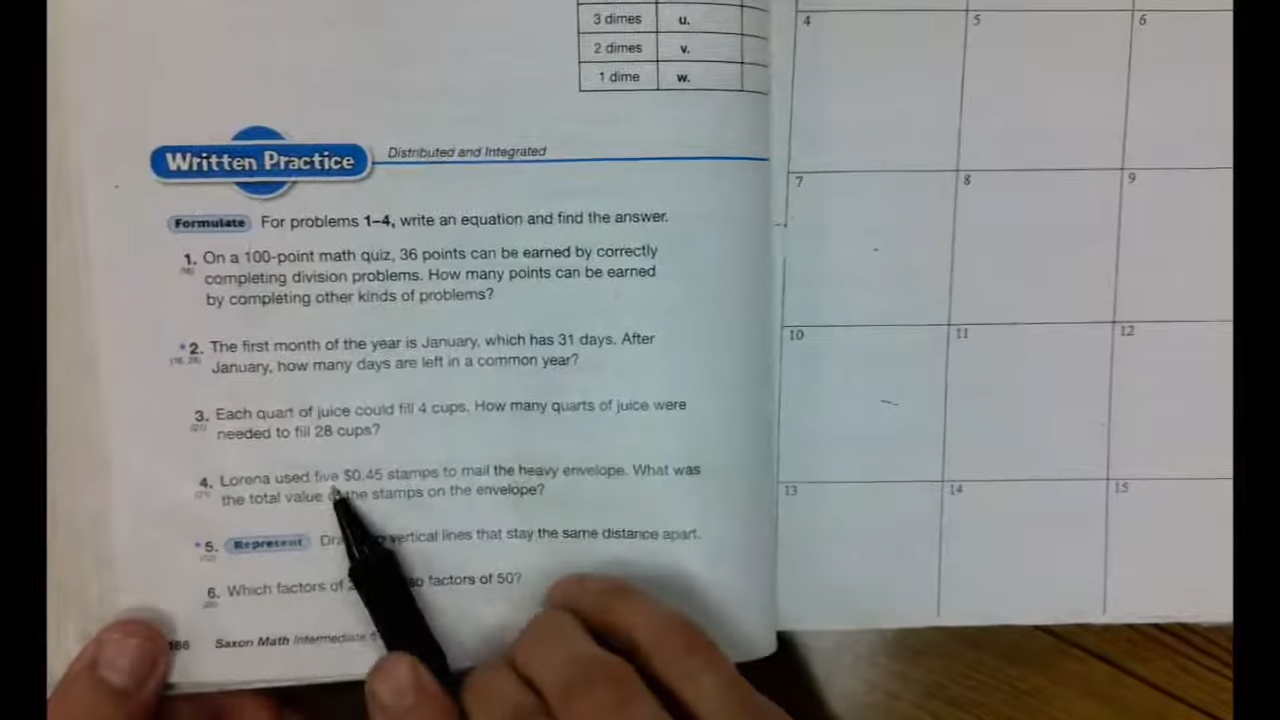 3 dimes u.
2 dimes v.
1 dime w.
Written Practice Distributed and Integrated
Formulate For problems 1–4, write an equation and find the answer.
1. On a 100-point math quiz, 36 points can be earned by correctly
completing division problems. How many points can be earned
by completing other kinds of problems?
*2. The first month of the year is January, which has 31 days. After
January, how many days are left in a common year?
3. Each quart of juice could fill 4 cups. How many quarts of juice were
needed to fill 28 cups?
4. Lorena used five $0.45 stamps to mail the heavy envelope. What was
the total value the stamps on the envelope?
*5. Represent vertical lines that stay the same distance apart.
6. Which factors of factors of 50?
Saxon Math Intermediate
4 5 6
7 8 9
10 11 12
13 14 15